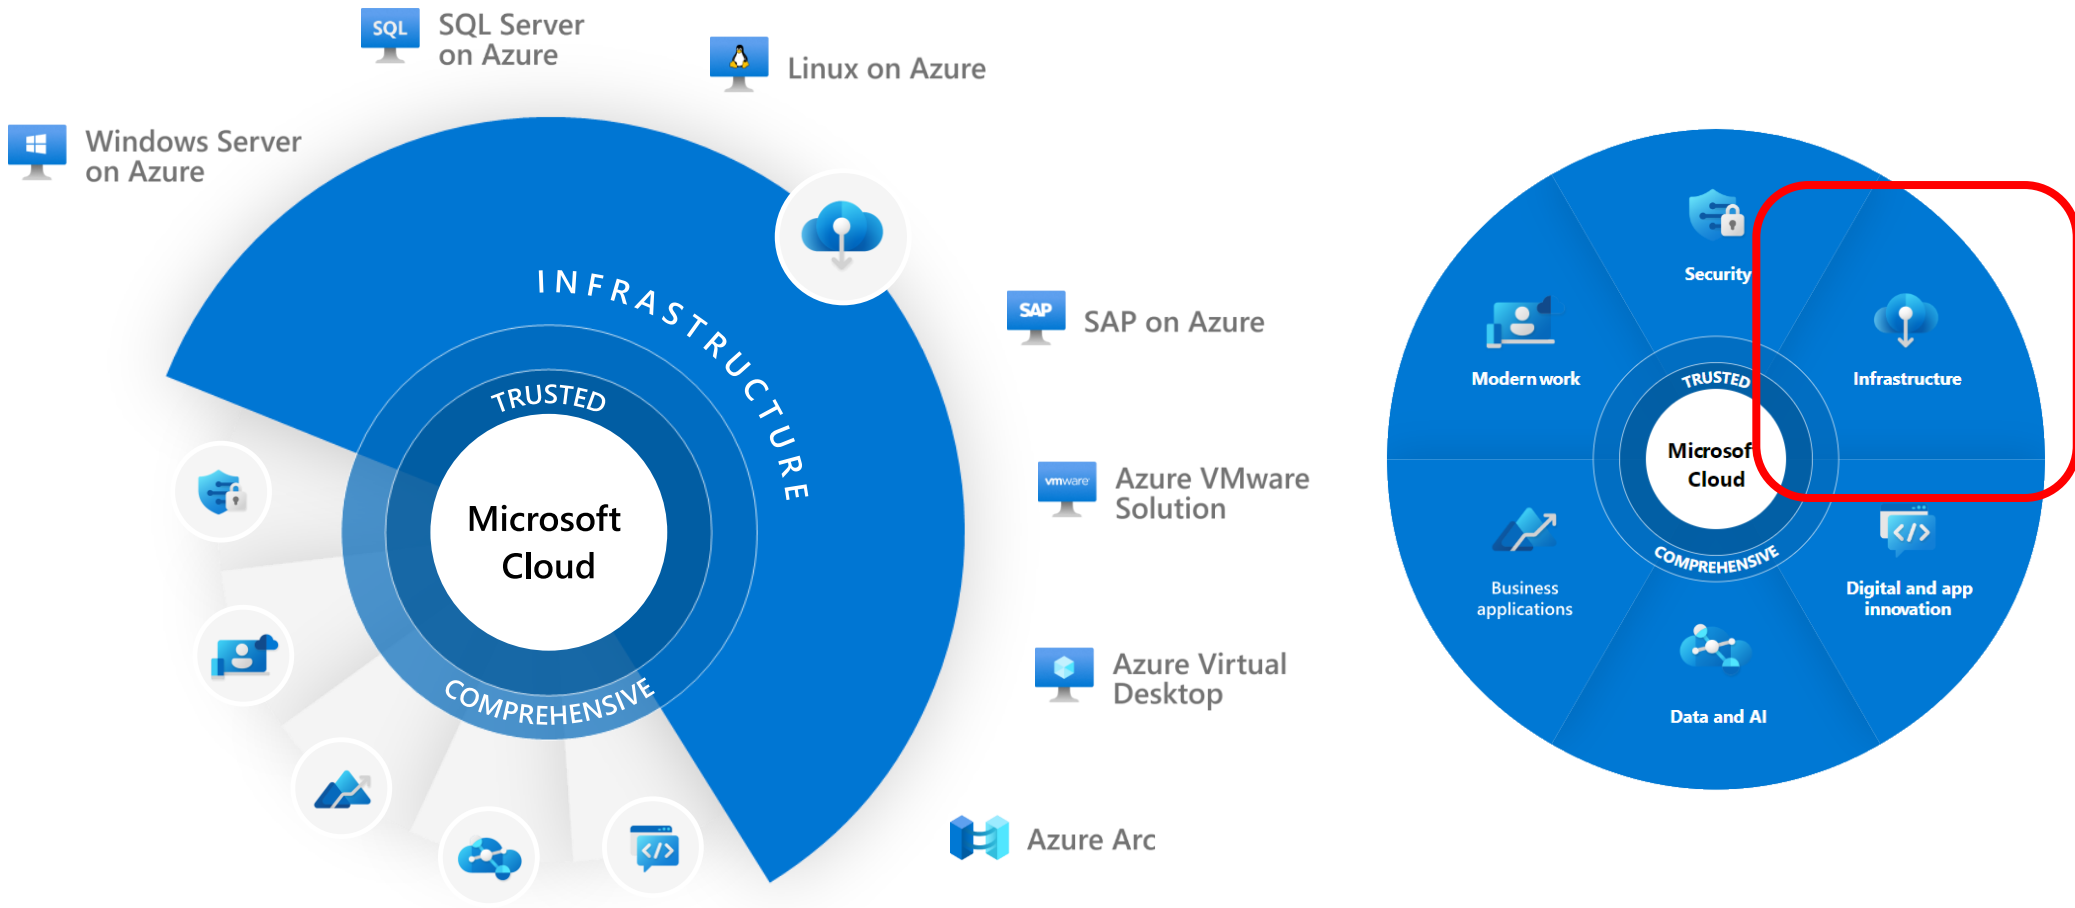 SQL
SQL Server
on Azure
Linux on Azure
Windows Server
on Azure
INFRASTRUCTURE
TRUSTED
Microsoft
Cloud
COMPREHENSIVE
SAP
SAP on Azure
vmware
Azure VMware
Solution
Azure Virtual
Desktop
Azure Arc
Security
Modern work
Infrastructure
TRUSTED
Microsof
Cloud
COMPREHENSIVE
Business
applications
Digital and app
innovation
Data and AI